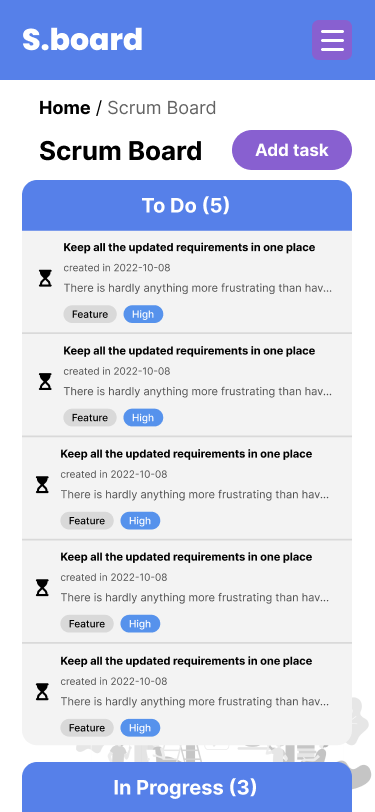 S.board
Home / Scrum Board
Scrum Board
Add task
To Do (5)
Keep all the updated requirements in one place
created in 2022-10-08
There is hardly anything more frustrating than hav...
Feature High
Keep all the updated requirements in one place
created in 2022-10-08
There is hardly anything more frustrating than hav...
Feature High
Keep all the updated requirements in one place
created in 2022-10-08
There is hardly anything more frustrating than hav...
Feature High
Keep all the updated requirements in one place
created in 2022-10-08
There is hardly anything more frustrating than hav...
Feature High
Keep all the updated requirements in one place
created in 2022-10-08
There is hardly anything more frustrating than hav...
Feature High
In Progress (3)